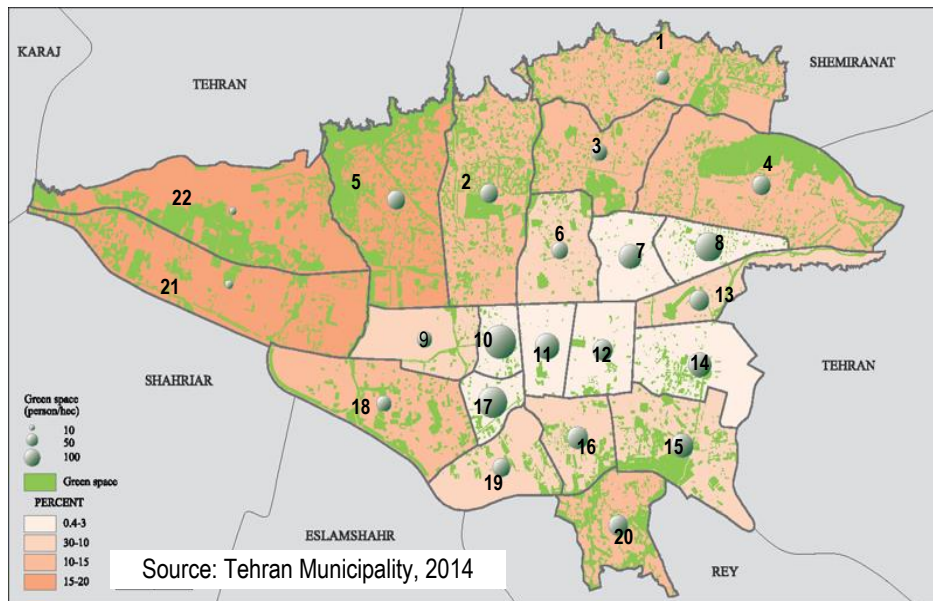 1
KARAJ
SHEMIRANAT
TEHRAN
3
4
5
2
22
6
7
8
21
13
9
10
11
12
14
SHAHRIAR
TEHRAN
Green space
(person/hec)
10
50
100
18
17
16
15
19
Green space
PERCENT
0.4-3
30-10
10-15
15-20
20
ESLAMSHAHR
REY
Source: Tehran Municipality, 2014